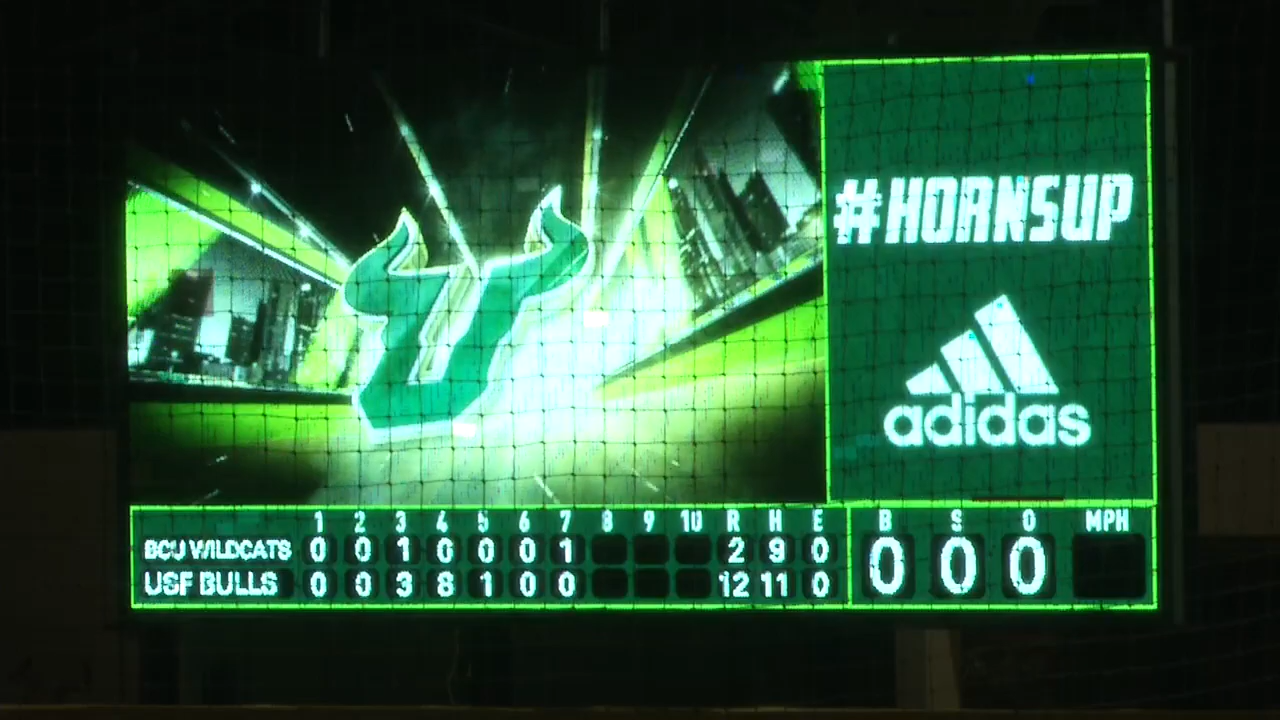 #HORNSUP
adidas
1 2 3 4 5 6 7 8 9 10 R H E B S O MPH
BCU WILDCATS 0 0 1 0 0 0 1 2 9 0
USF BULLS 0 0 3 8 1 0 0 12 11 0
0 0 0